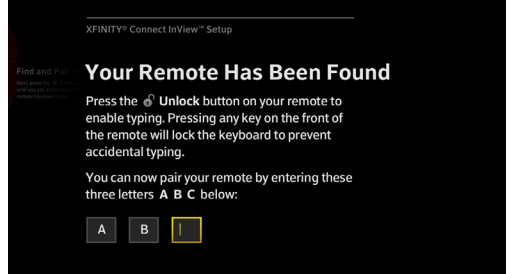 XFINITY® Connect InView™ Setup
Find and Pai
Your Remote Has Been Found
Press the Unlock button on your remote to
enable typing. Pressing any key on the front of
the remote will lock the keyboard to prevent
accidental typing.
You can now pair your remote by entering these
three letters A B C below:
A B